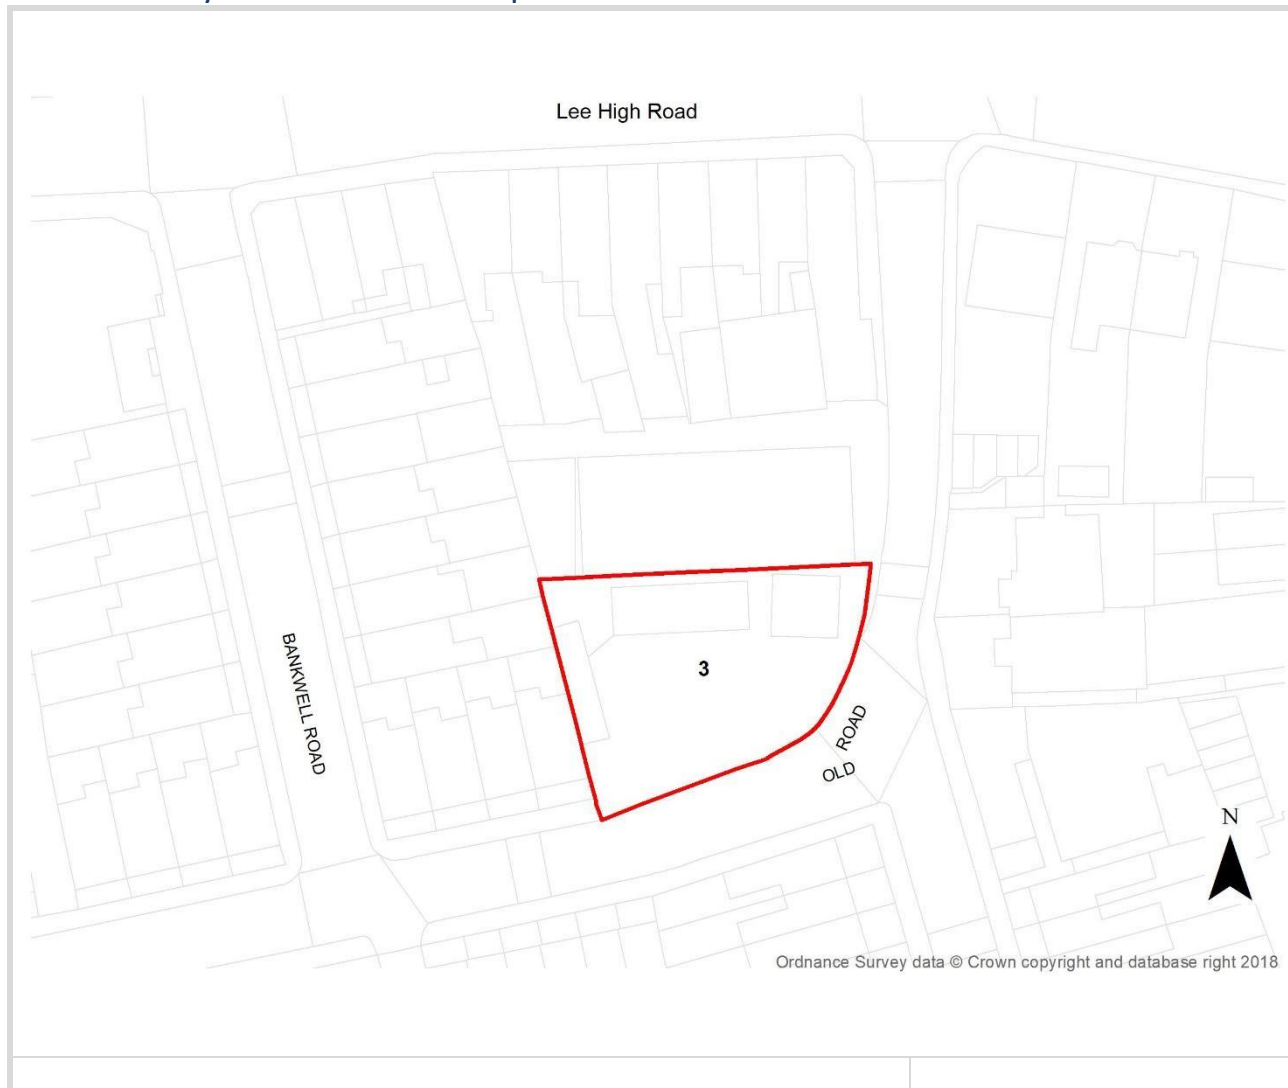 Lee High Road
BANKWELL ROAD
3
OLD
ROAD
N
Ordnance Survey data © Crown copyright and database right 2018